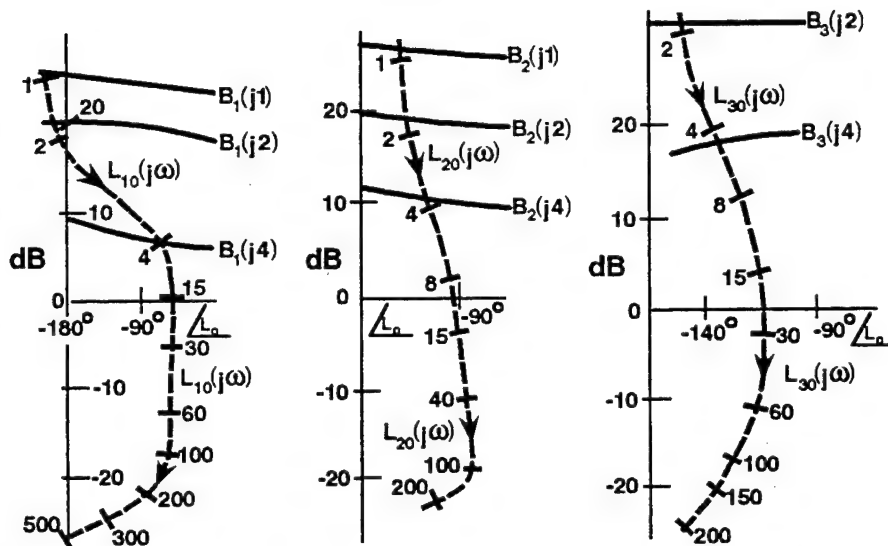 1
20
B₁(j1)
2
B₁(j2)
L₁₀(jω)
10
4
B₁(j4)
dB
0
15
-180°
-90°
∠L₀
30
-10
L₁₀(jω)
60
100
-20
200
500
300
1
B₂(j1)
20
2
B₂(j2)
L₂₀(jω)
10
4
B₂(j4)
8
0
∠L₀
-90°
15
-10
40
L₂₀(jω)
100
-20
200
30
2
B₃(j2)
L₃₀(jω)
20
4
B₃(j4)
10
8
dB
15
0
-140°
30
-90°
∠L₀
L₃₀(jω)
-10
60
100
-20
150
200